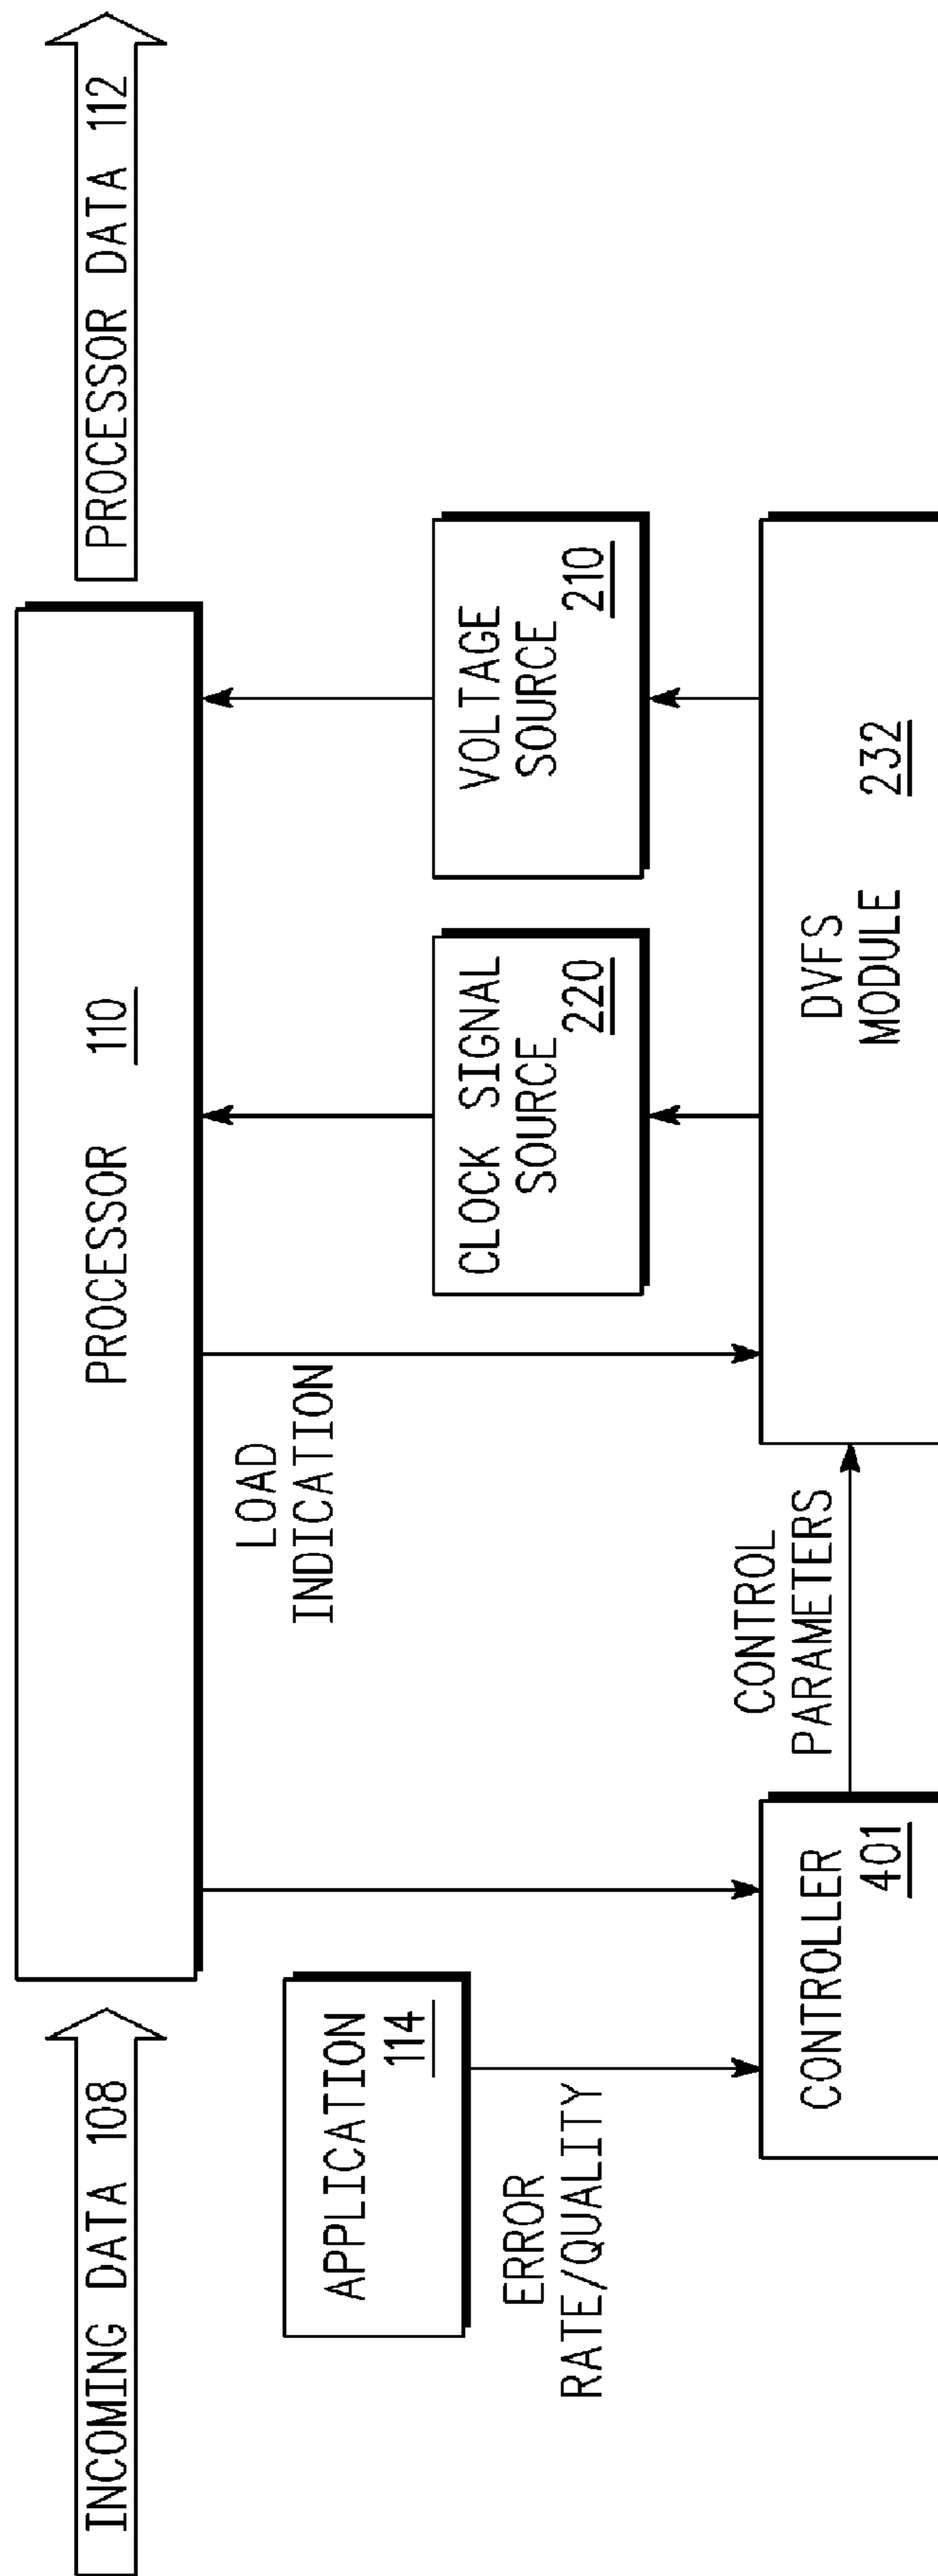 INCOMING DATA 108
PROCESSOR 110
PROCESSOR DATA 112
APPLICATION
114
LOAD
INDICATION
CLOCK SIGNAL
SOURCE 220
VOLTAGE
SOURCE 210
ERROR
RATE/QUALITY
CONTROLLER
401
CONTROL
PARAMETERS
DVFS
MODULE 232